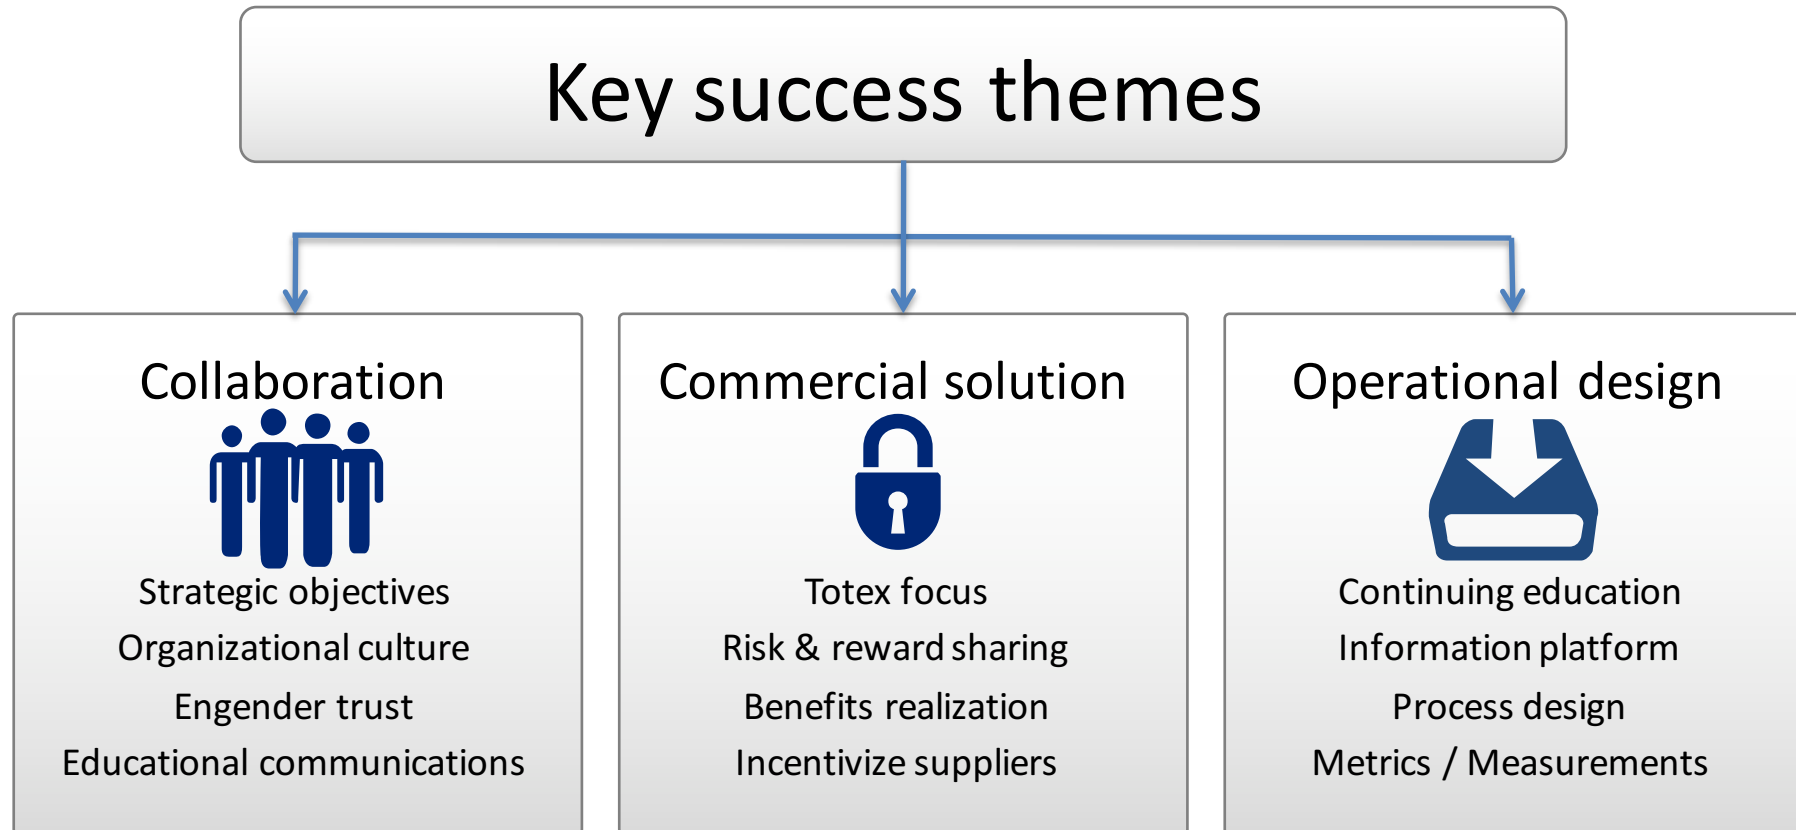 Key success themes
Collaboration
Strategic objectives
Organizational culture
Engender trust
Educational communications
Commercial solution
Totex focus
Risk & reward sharing
Benefits realization
Incentivize suppliers
Operational design
Continuing education
Information platform
Process design
Metrics / Measurements